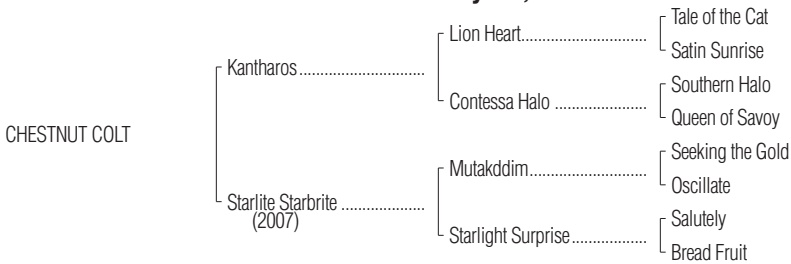 Tale of the Cat
Lion Heart..............................
Satin Sunrise
Kantharos..............................
Southern Halo
Contessa Halo ......................
Queen of Savoy
CHESTNUT COLT
Seeking the Gold
Mutakddim............................
Oscillate
Starlite Starbrite ....................
(2007)
Salutely
Starlight Surprise..................
Bread Fruit